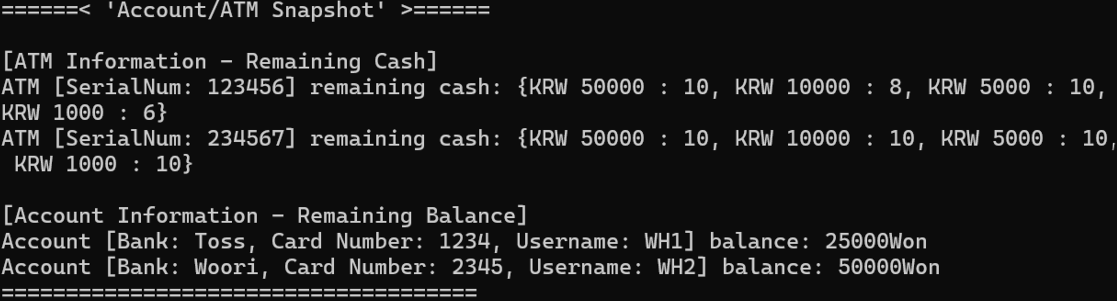 ======< 'Account/ATM Snapshot' >======
[ATM Information - Remaining Cash]
ATM [SerialNum: 123456] remaining cash: {KRW 50000 : 10, KRW 10000 : 8, KRW 5000 : 10,
KRW 1000 : 6}
ATM [SerialNum: 234567] remaining cash: {KRW 50000 : 10, KRW 10000 : 10, KRW 5000 : 10,
 KRW 1000 : 10}
[Account Information - Remaining Balance]
Account [Bank: Toss, Card Number: 1234, Username: WH1] balance: 25000Won
Account [Bank: Woori, Card Number: 2345, Username: WH2] balance: 50000Won
=====================================